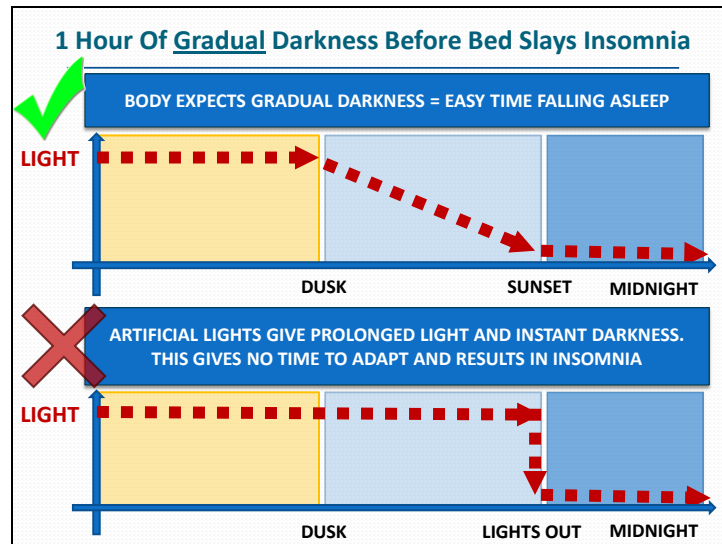 1 Hour Of Gradual Darkness Before Bed Slays Insomnia
BODY EXPECTS GRADUAL DARKNESS = EASY TIME FALLING ASLEEP
LIGHT
DUSK
SUNSET
MIDNIGHT
ARTIFICIAL LIGHTS GIVE PROLONGED LIGHT AND INSTANT DARKNESS.
THIS GIVES NO TIME TO ADAPT AND RESULTS IN INSOMNIA
LIGHT
DUSK
LIGHTS OUT
MIDNIGHT